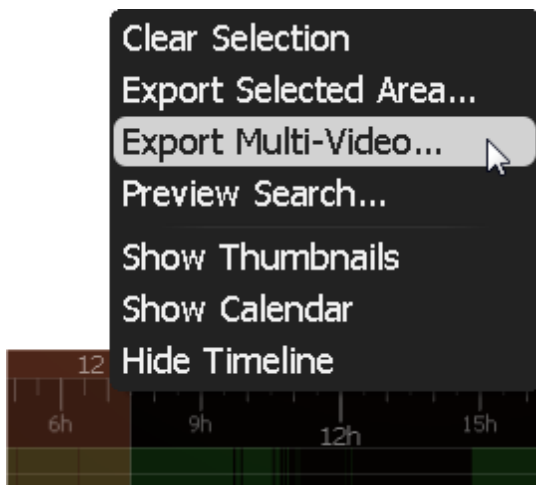 Clear Selection
Export Selected Area...
Export Multi-Video...
Preview Search...
Show Thumbnails
Show Calendar
Hide Timeline
12
6h 9h 12h 15h